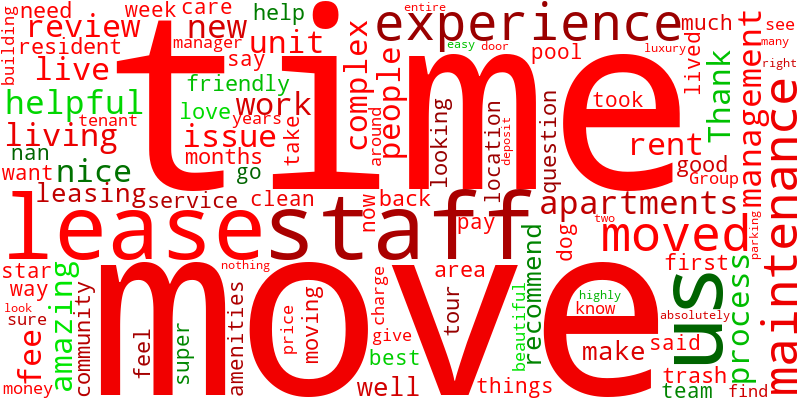 entire
need
week
care
help
experience
much
see
review
new
manager
unit
people
pool
management
many
building
resident
say
complex
easy
door
luxury
lived
right
live
time
friendly
took
Thank
helpful
love
work
years
tenant
living
issue
take
around
looking
location
deposit
question
rent
nan
months
good
want
nice
go
Group
maintenance
leasing
service
clean
now
back
apartments
two
lease
staff
pay
moved
parking
dog
star
nothing
area
recommend
first
us
process
way
amazing
community
move
charge
tour
beautiful
highly
know
absolutely
look
sure
feel
super
amenities
price
moving
give
said
fee
best
make
trash
money
well
things
team
find